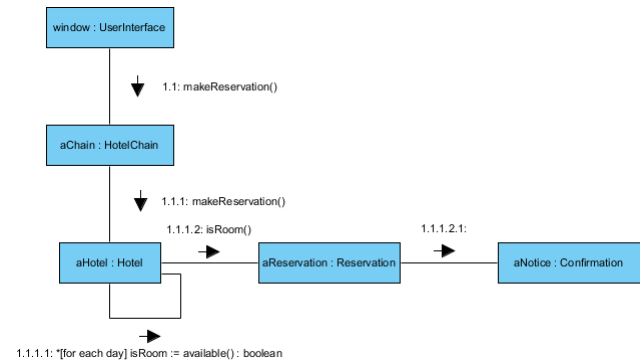 window : UserInterface
1.1: makeReservation()
aChain : HotelChain
1.1.1: makeReservation()
1.1.1.2: isRoom()
1.1.1.2.1:
aHotel : Hotel
aReservation : Reservation
aNotice : Confirmation
1.1.1.1: *[for each day] isRoom := available() : boolean